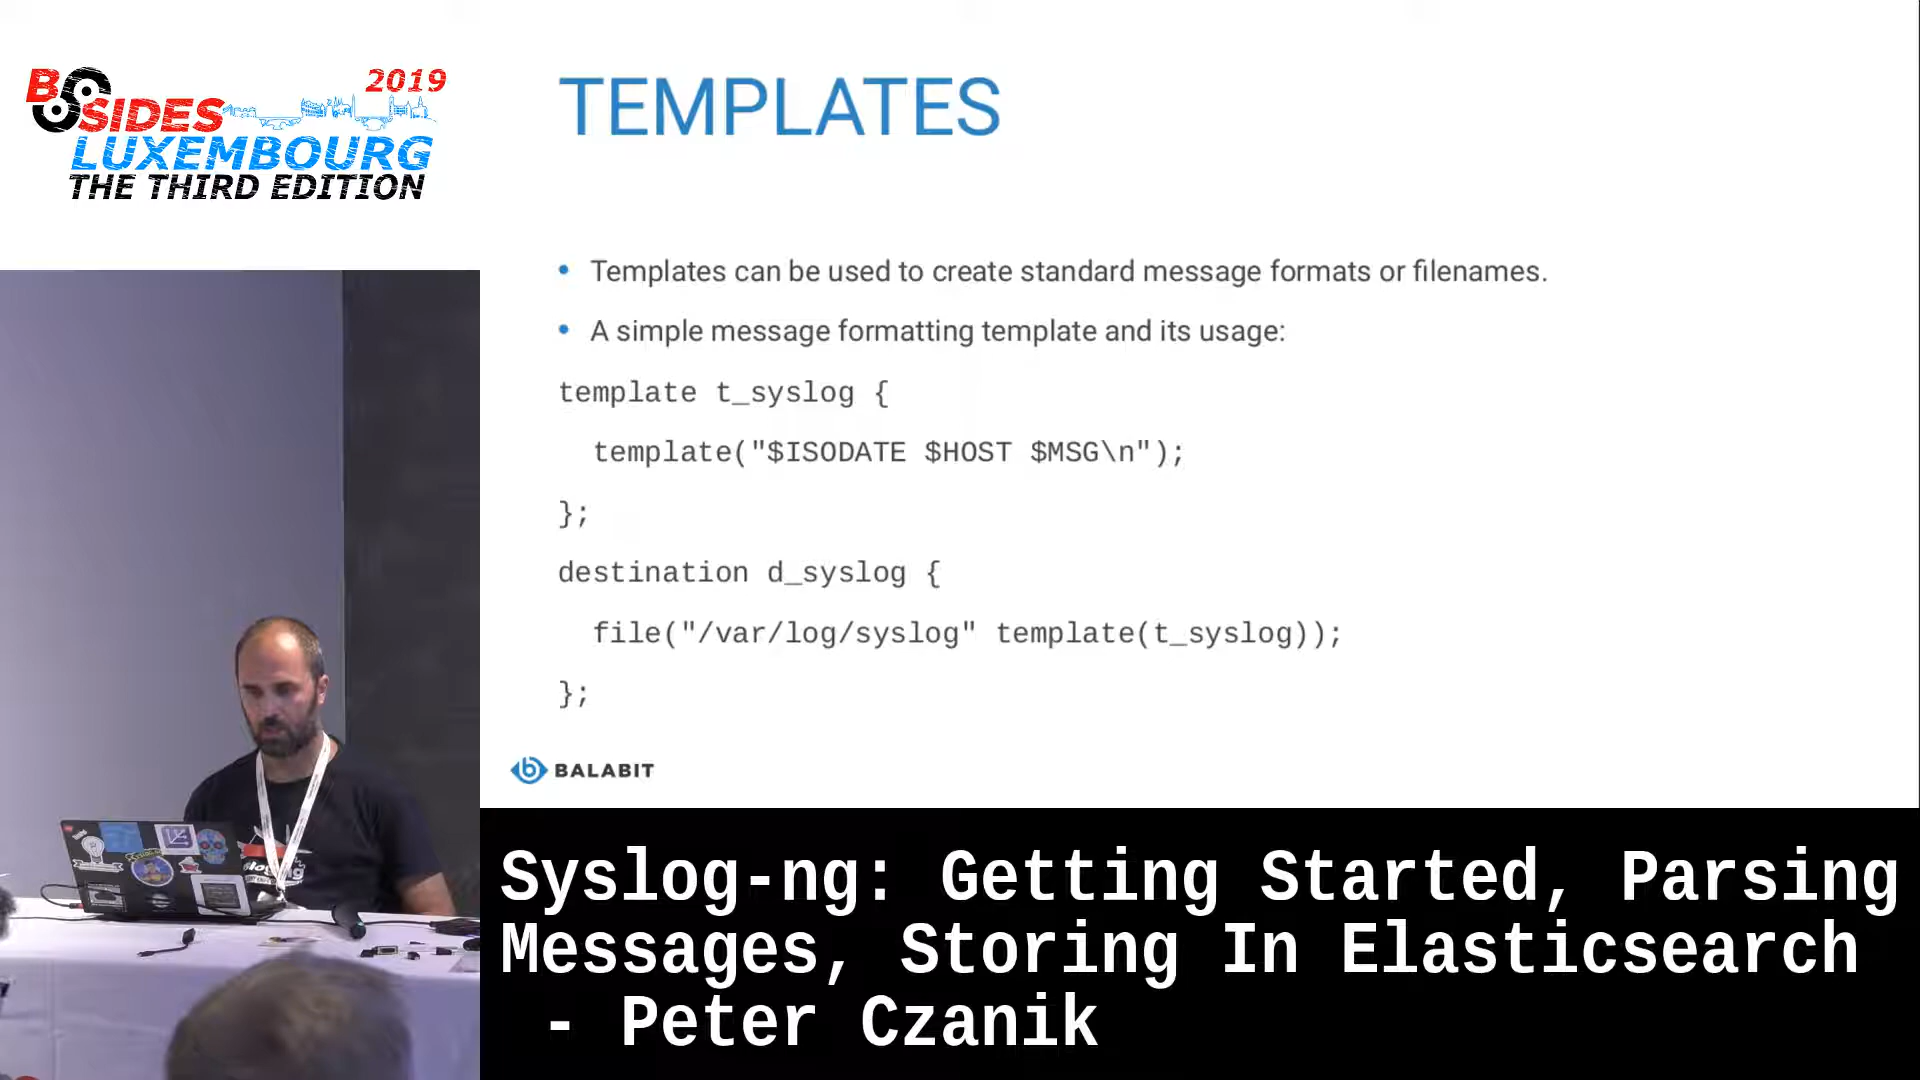 2019
BSIDES
LUXEMBOURG
THE THIRD EDITION
TEMPLATES
• Templates can be used to create standard message formats or filenames.
• A simple message formatting template and its usage:
template t_syslog {
template("$ISODATE $HOST $MSG\n");
};
destination d_syslog {
file("/var/log/syslog" template(t_syslog));
};
BALABIT
Syslog-ng: Getting Started, Parsing
Messages, Storing In Elasticsearch
- Peter Czanik